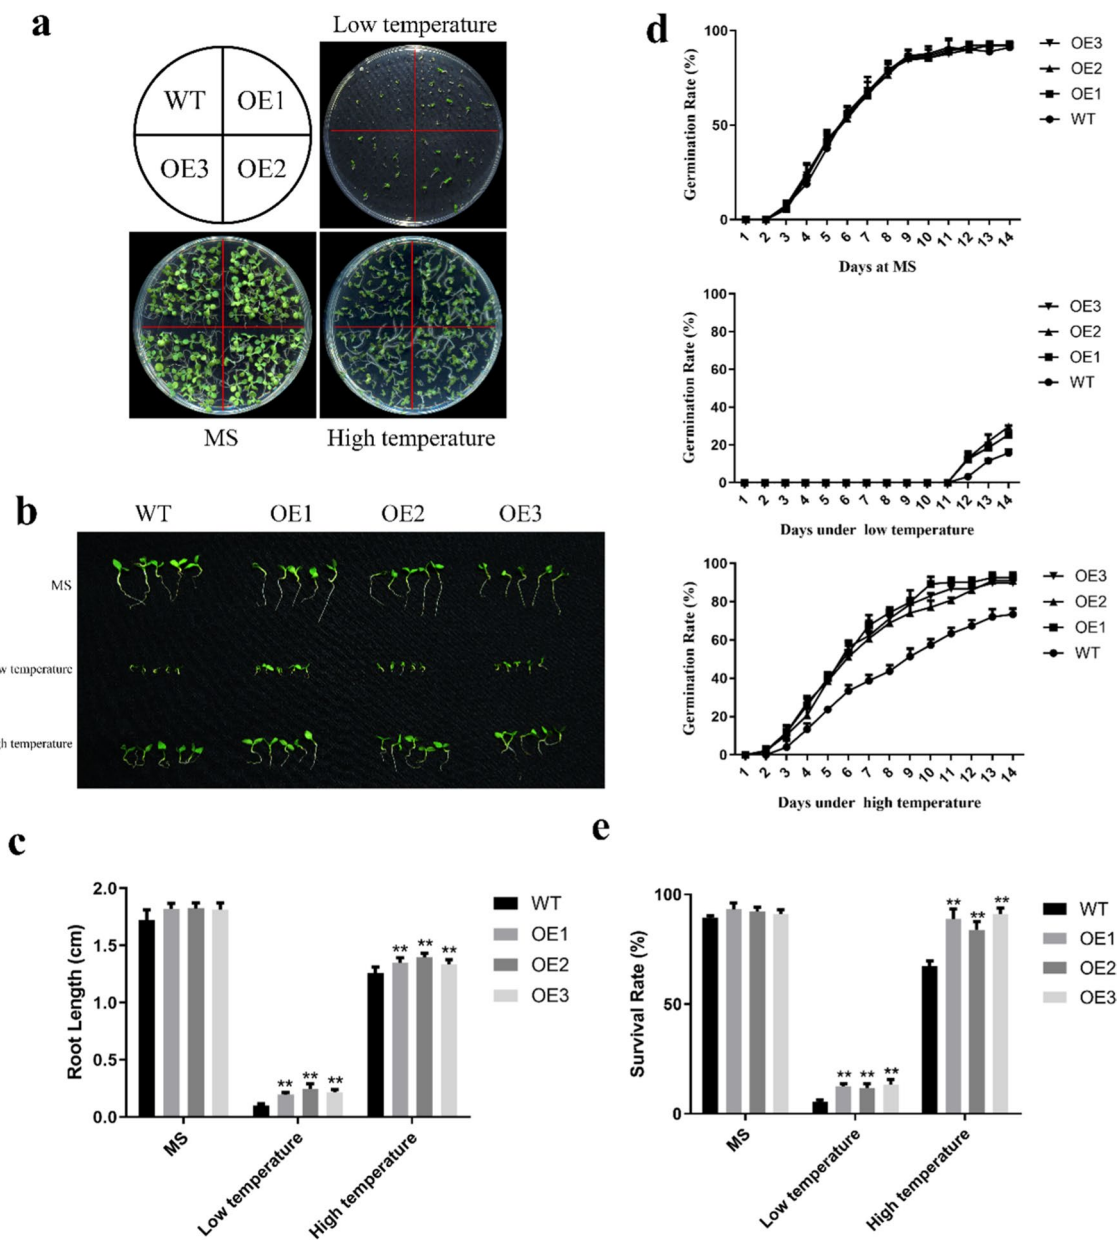 a
Low temperature
WT
OE1
OE3
OE2
MS
High temperature
b
WT
OE1
OE2
OE3
MS
temperature
temperature
c
2.0
1.5
1.0
0.5
0.0
Root Length (cm)
WT
OE1
OE2
OE3
** ** **
** ** **
MS
Low temperature
High temperature
d
100
50
0
Germination Rate (%)
OE3
OE2
OE1
WT
1 2 3 4 5 6 7 8 9 10 11 12 13 14
Days at MS
100
80
60
40
20
0
Germination Rate (%)
OE3
OE2
OE1
WT
1 2 3 4 5 6 7 8 9 10 11 12 13 14
Days under low temperature
100
80
60
40
20
0
Germination Rate (%)
OE3
OE2
OE1
WT
1 2 3 4 5 6 7 8 9 10 11 12 13 14
Days under high temperature
e
100
50
0
Survival Rate (%)
WT
OE1
OE2
OE3
** ** **
** ** **
MS
Low temperature
High temperature